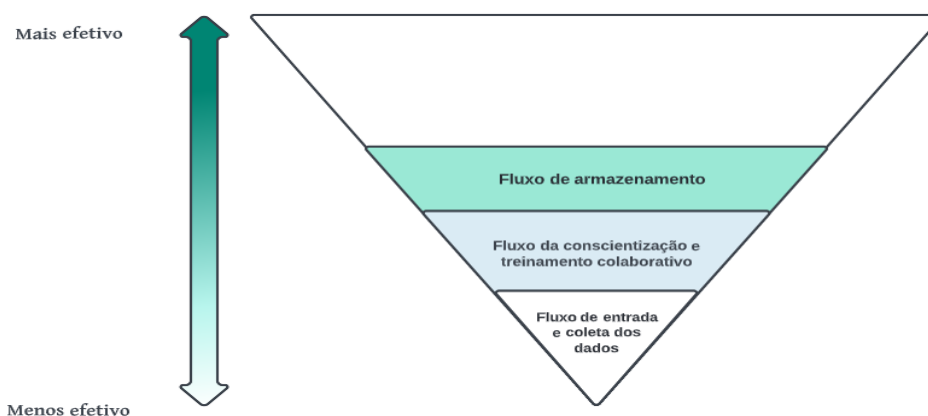 Mais efetivo
Fluxo de armazenamento
Fluxo da conscientização e
treinamento colaborativo
Fluxo de entrada
e coleta dos
dados
Menos efetivo